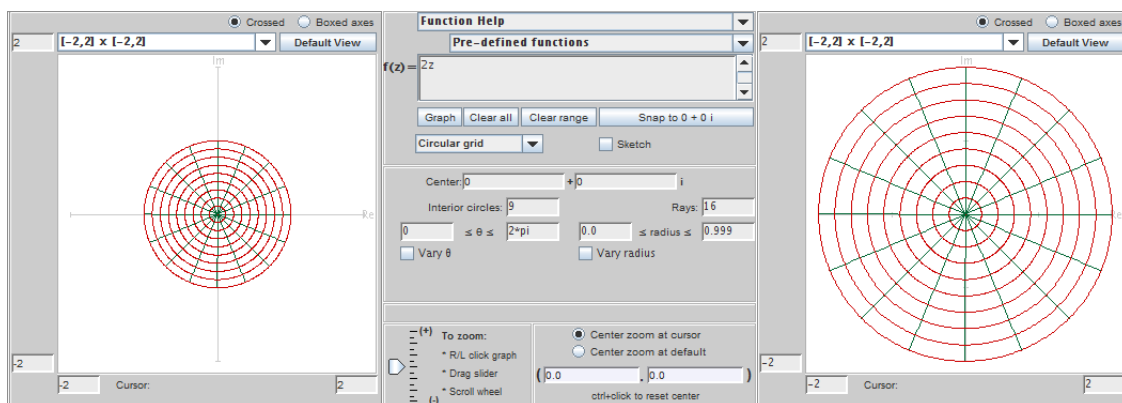 Crossed Boxed axes
2 [-2,2] x [-2,2] Default View
Im
Re
-2
-2 Cursor: 2
Function Help
Pre-defined functions
f(z)= 2z
Graph Clear all Clear range Snap to 0 + 0 i
Circular grid Sketch
Center: 0 + 0 i
Interior circles: 9 Rays: 16
0 ≤ θ ≤ 2*pi 0.0 ≤ radius ≤ 0.999
Vary θ Vary radius
(+) To zoom:
* R/L click graph
* Drag slider
* Scroll wheel
(-)
Center zoom at cursor
Center zoom at default
( 0.0 , 0.0 )
ctrl+click to reset center
Crossed Boxed axes
2 [-2,2] x [-2,2] Default View
Im
Re
-2
-2 Cursor: 2